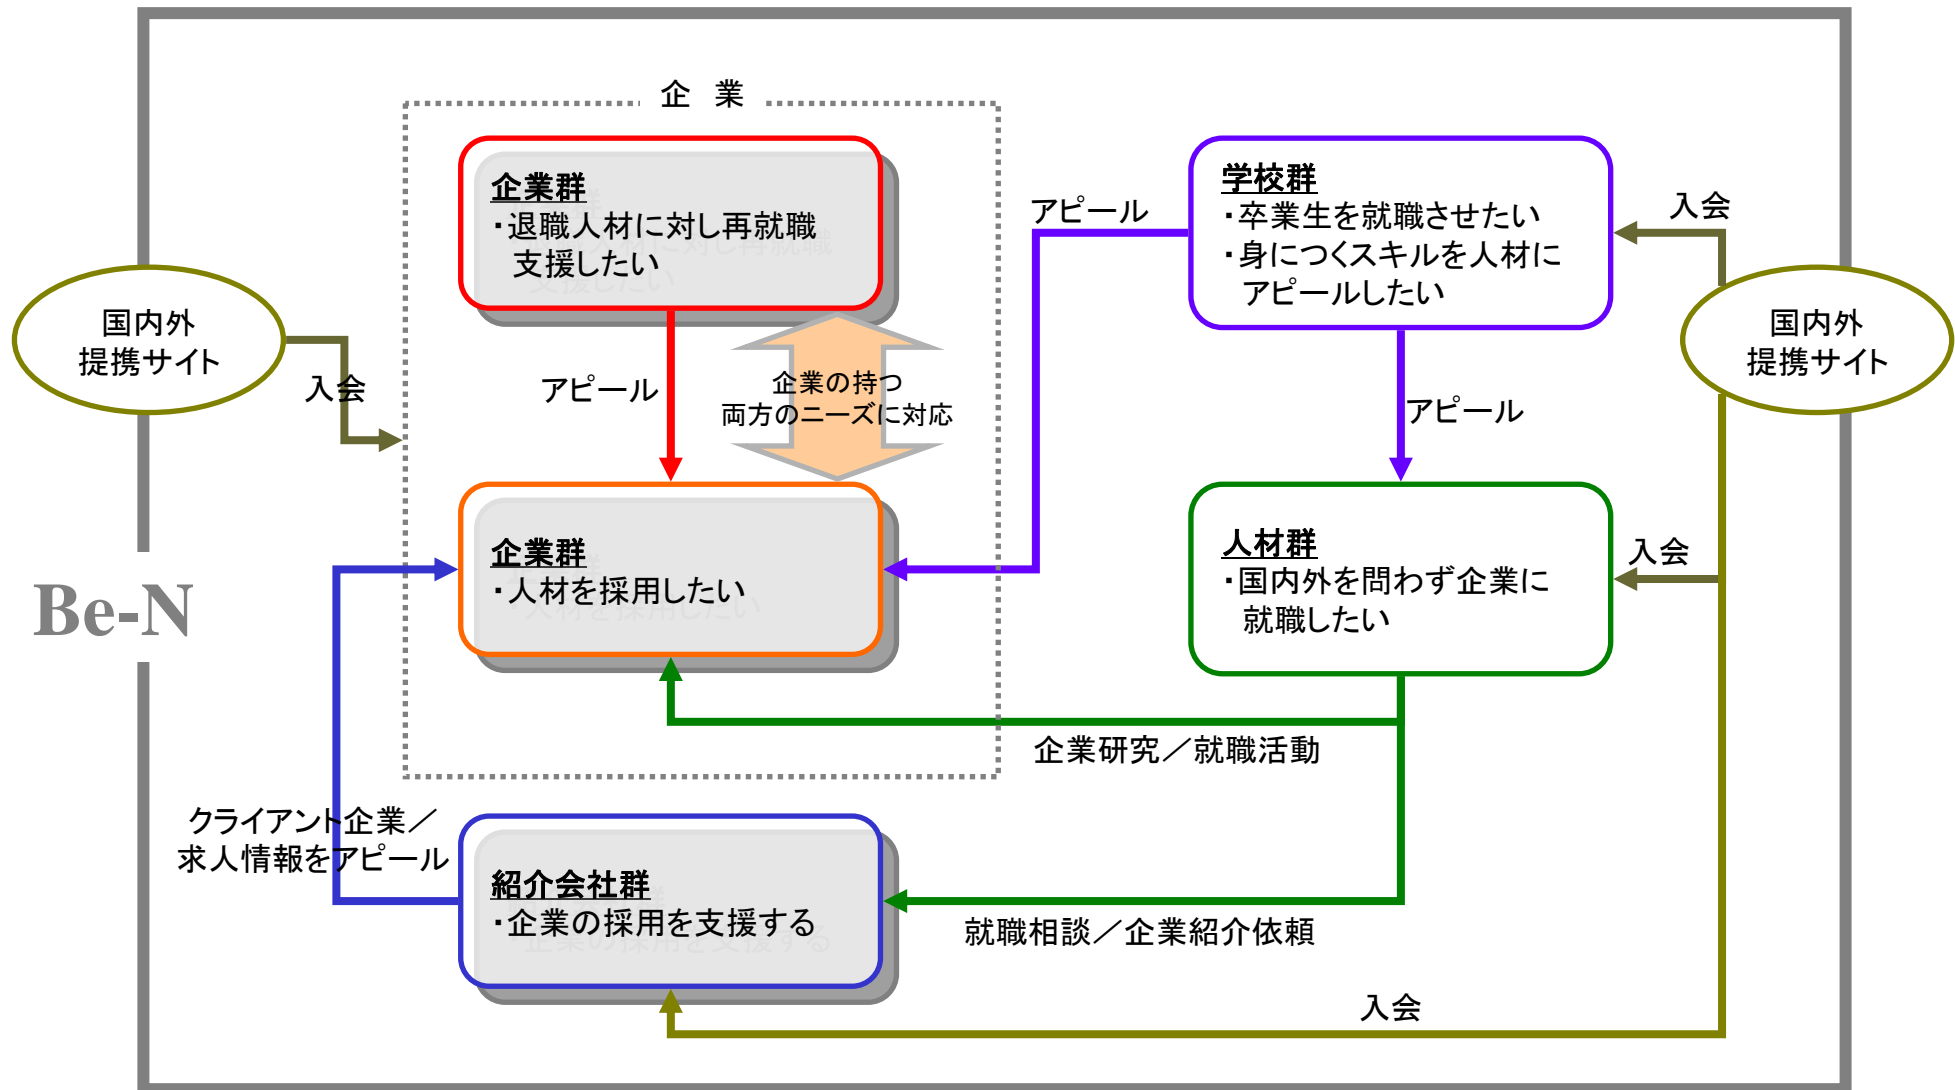 企　業
企業群
・退職人材に対し再就職
支援したい
学校群
・卒業生を就職させたい
・身につくスキルを人材に
アピールしたい
アピール
入会
国内外
提携サイト
入会
アピール
企業の持つ
両方のニーズに対応
アピール
国内外
提携サイト
企業群
・人材を採用したい
人材群
・国内外を問わず企業に
就職したい
入会
Be-N
企業研究／就職活動
クライアント企業／
求人情報をアピール
紹介会社群
・企業の採用を支援する
就職相談／企業紹介依頼
入会